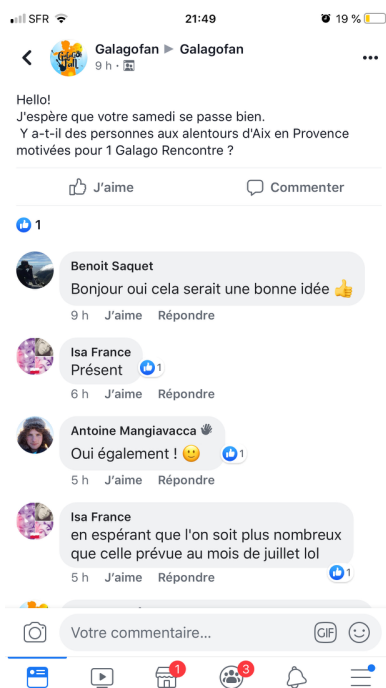 SFR
21:49
19 %
Galagofan ▶ Galagofan
9 h ·
Hello!
J'espère que votre samedi se passe bien.
Y a-t-il des personnes aux alentours d'Aix en Provence
motivées pour 1 Galago Rencontre ?
J'aime
Commenter
1
Benoit Saquet
Bonjour oui cela serait une bonne idée 👍
9 h J'aime Répondre
Isa France
Présent
1
6 h J'aime Répondre
Antoine Mangiavacca
Oui également ! 🙂
1
5 h J'aime Répondre
Isa France
en espérant que l'on soit plus nombreux
que celle prévue au mois de juillet lol
1
5 h J'aime Répondre
Votre commentaire...
GIF
1
3